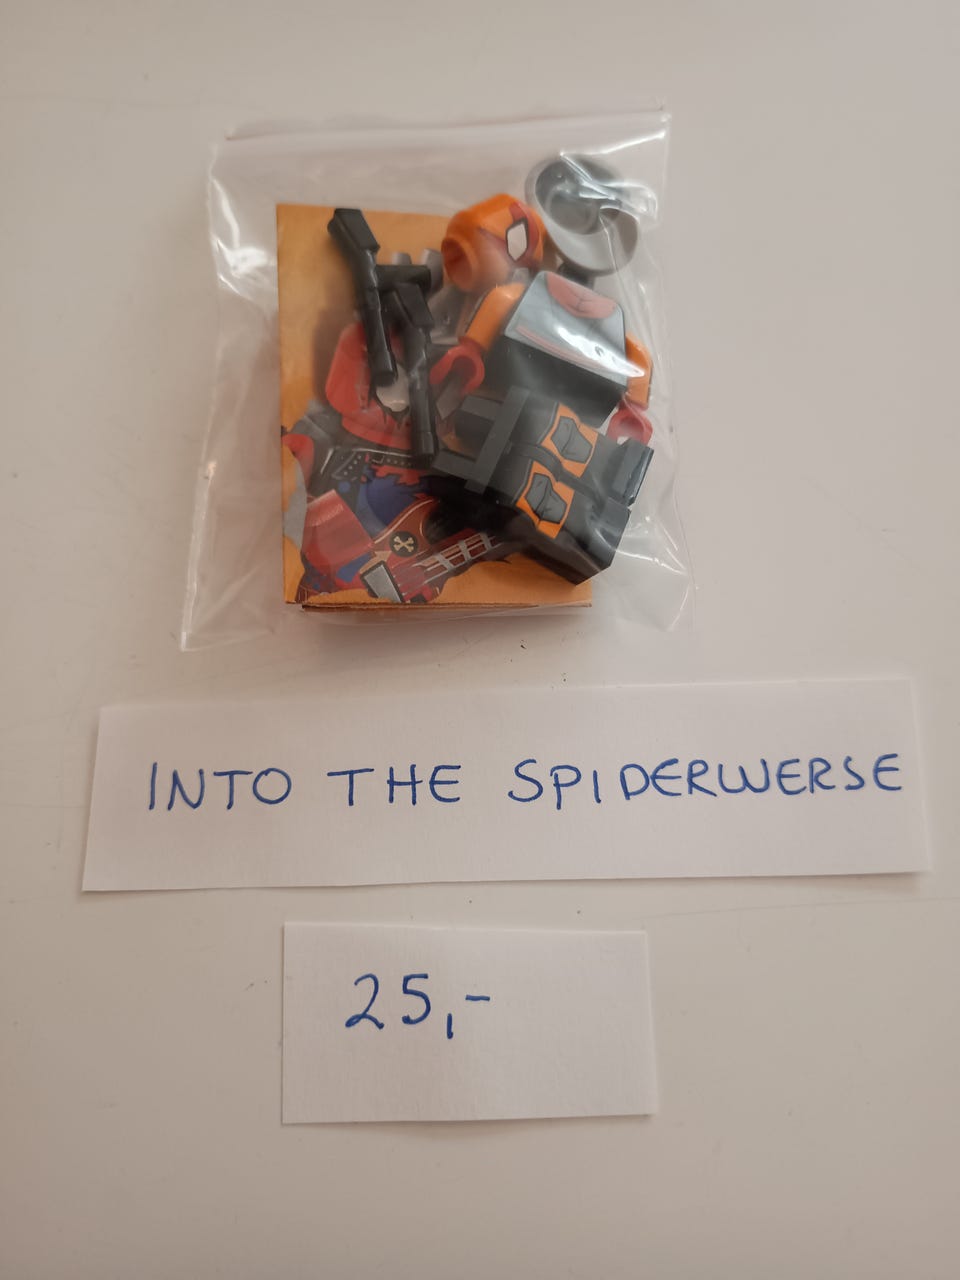 INTO THE SPIDERWERSE
25,-